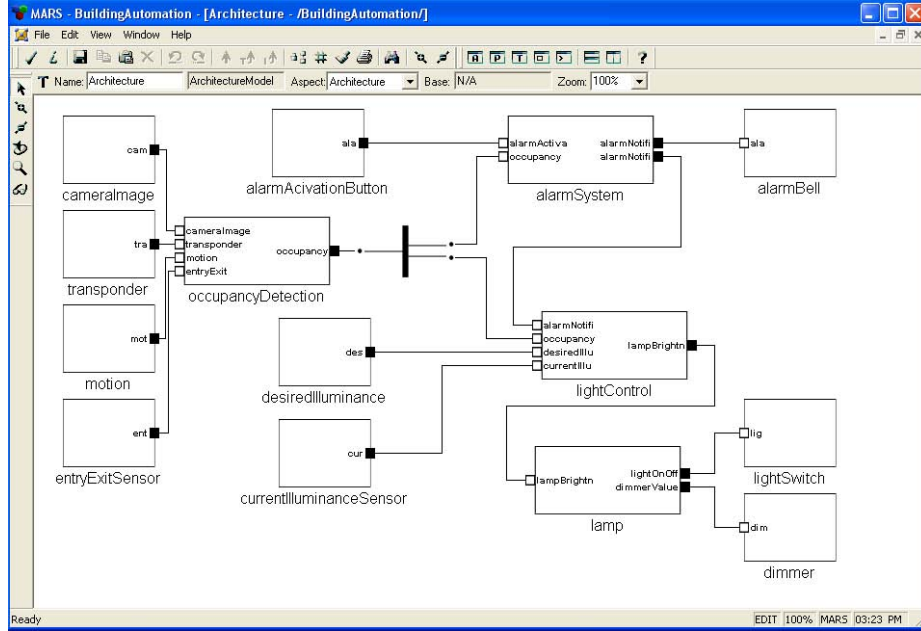 MARS - BuildingAutomation - [Architecture - /BuildingAutomation/]
File Edit View Window Help
Name: Architecture ArchitectureModel Aspect: Architecture Base: N/A Zoom: 100%
cam
cameraImage
ala
alarmAcivationButton
alarmActiva alarmNotifi
occupancy alarmNotifi
alarmSystem
ala
alarmBell
tra
transponder
cameraImage
transponder occupancy
motion
entryExit
occupancyDetection
mot
motion
des
desiredIlluminance
alarmNotifi
occupancy lampBrightn
desiredIllu
currentIllu
lightControl
ent
entryExitSensor
cur
currentIlluminanceSensor
lampBrightn lightOnOff
dimmerValue
lamp
lig
lightSwitch
dim
dimmer
Ready EDIT 100% MARS 03:23 PM